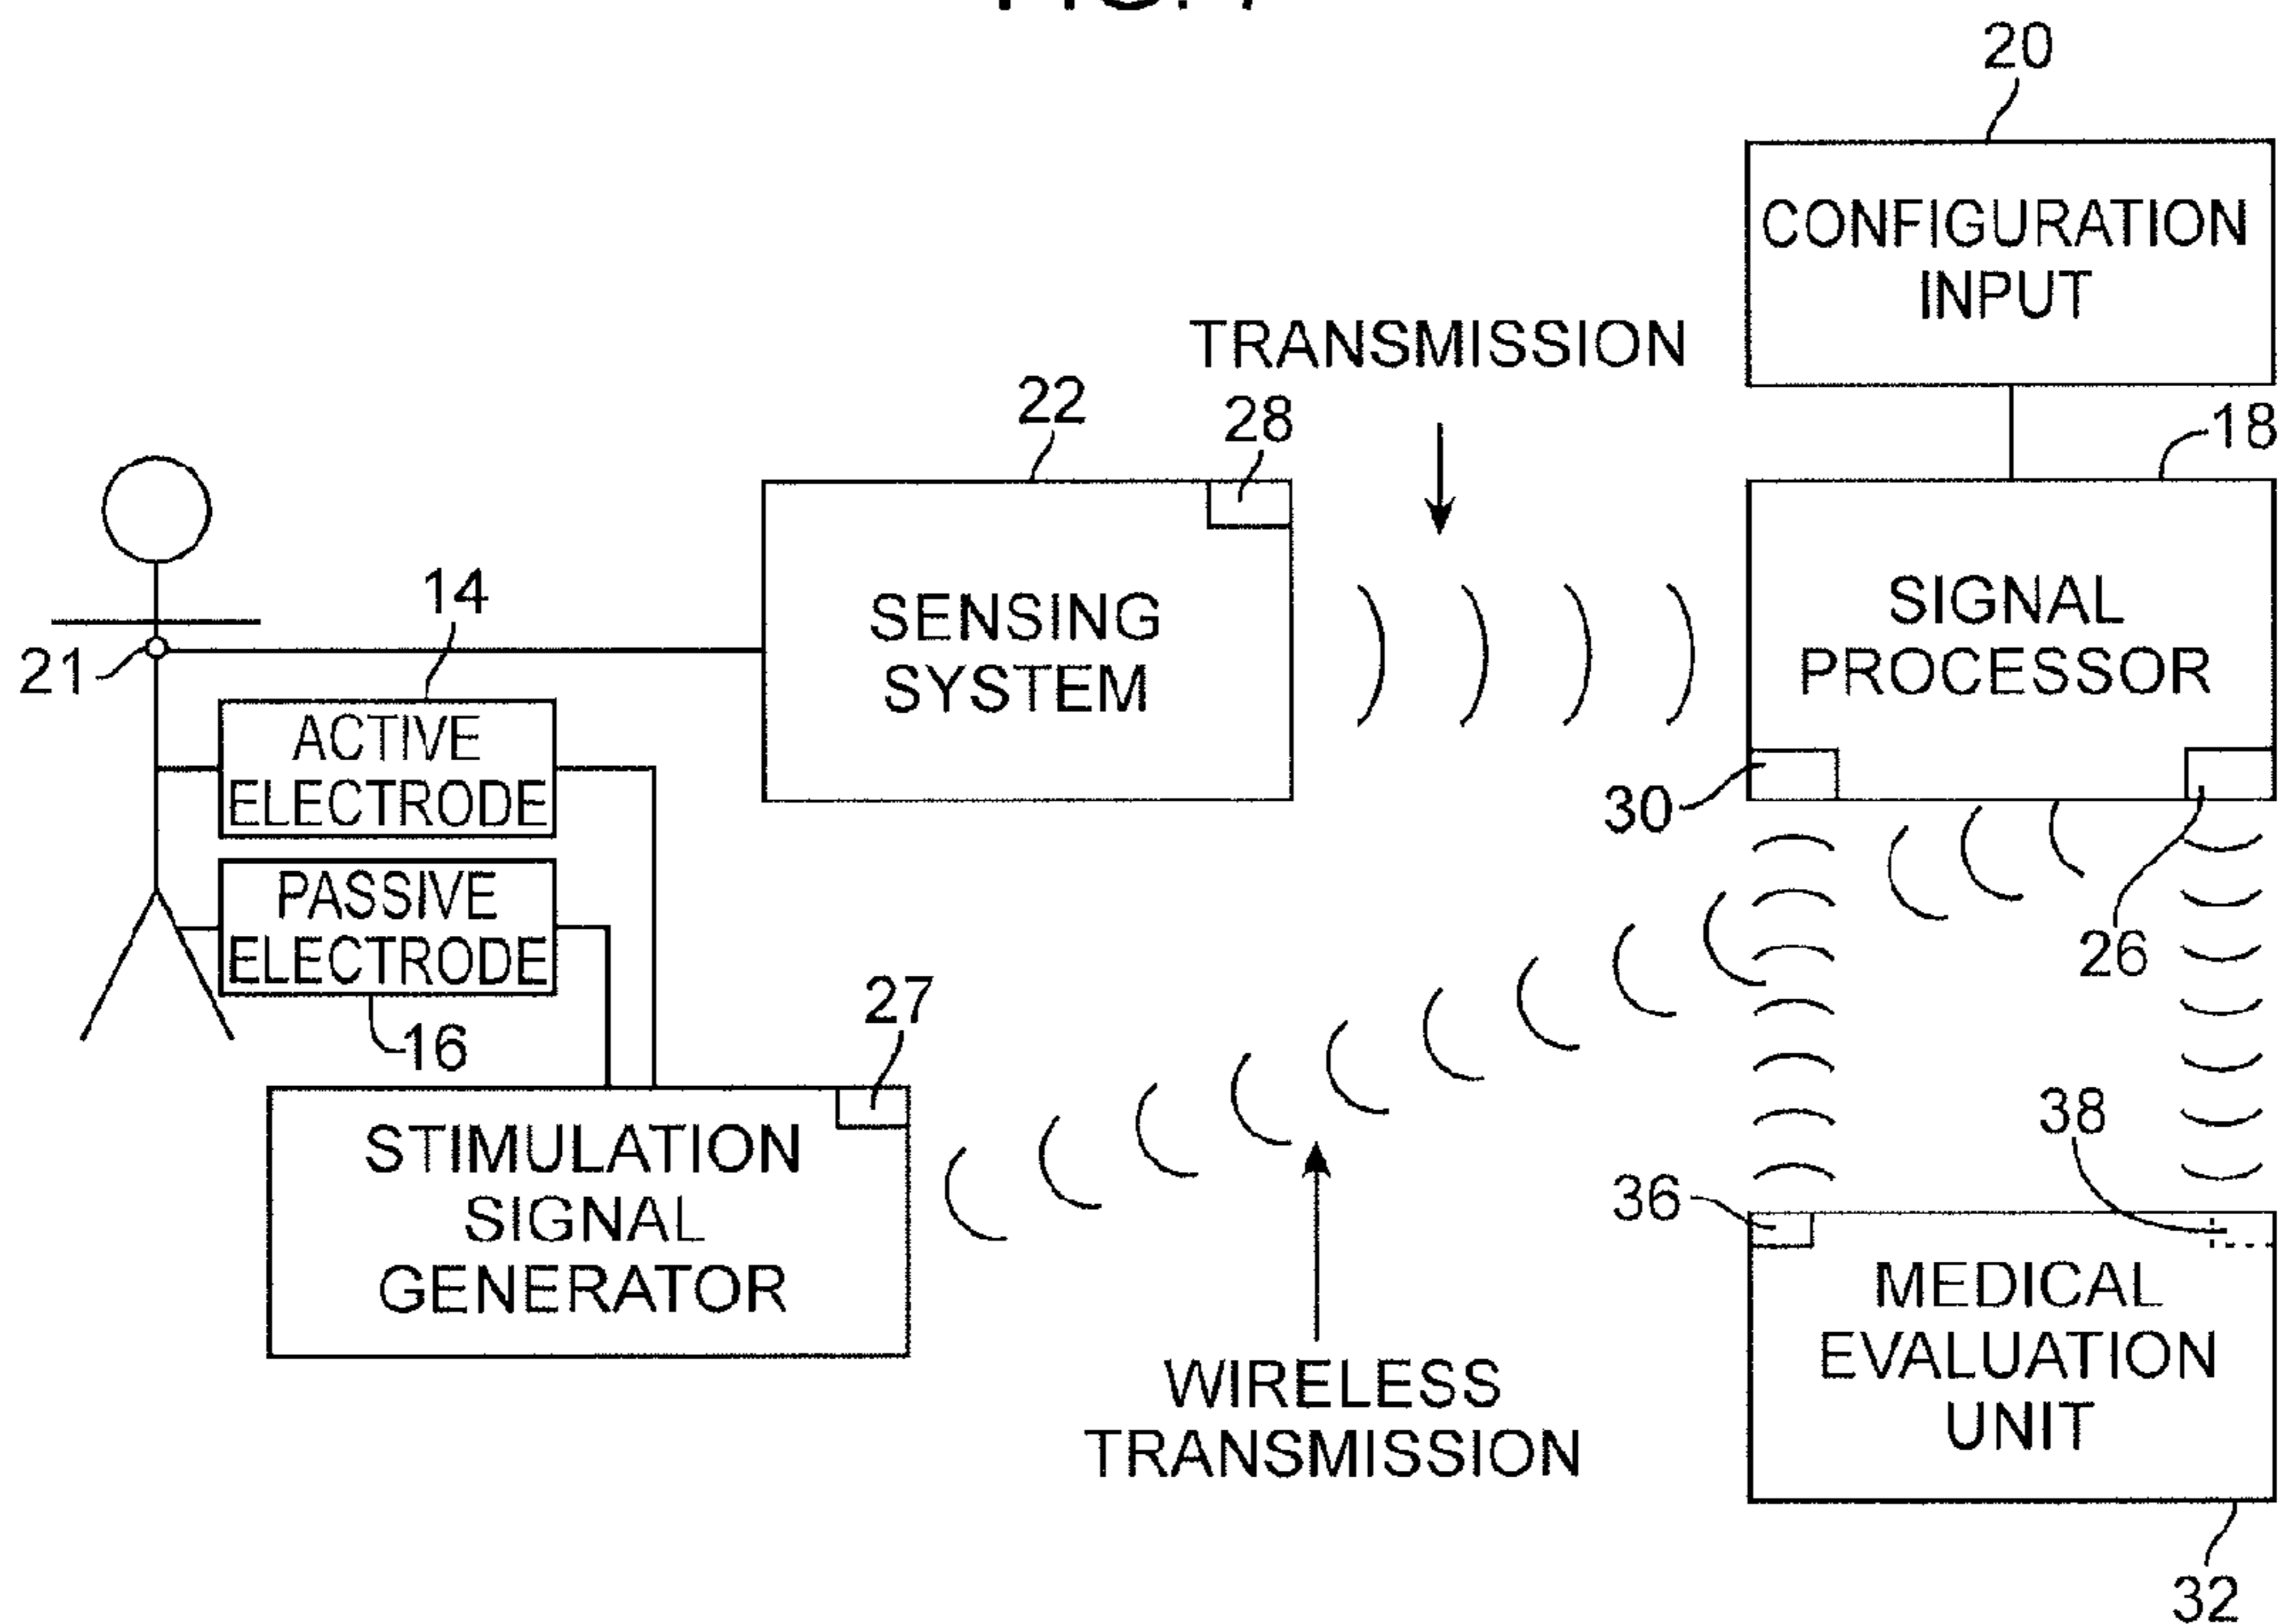 20
CONFIGURATION
INPUT
TRANSMISSION
22
28
18
SENSING
SYSTEM
SIGNAL
PROCESSOR
14
21
ACTIVE
ELECTRODE
30
26
PASSIVE
ELECTRODE
16
27
38
36
STIMULATION
SIGNAL
GENERATOR
MEDICAL
EVALUATION
UNIT
WIRELESS
TRANSMISSION
32